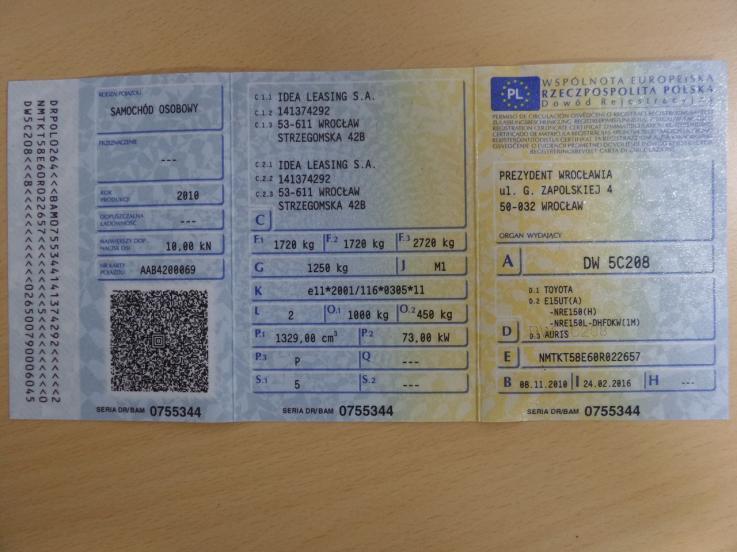 RODZAJ POJAZDU
SAMOCHÓD OSOBOWY
PRZEZNACZENIE
---
ROK PRODUKCJI 2010
DOPUSZCZALNA ŁADOWNOŚĆ ---
NAJWIĘKSZY DOP. NACISK OSI 10,00 kN
NR KARTY POJAZDU AAB4200069
SERIA DR/BAM 0755344
C.1.1 IDEA LEASING S.A.
C.1.2 141374292
C.1.3 53-611 WROCŁAW
STRZEGOMSKA 42B
C.2.1 IDEA LEASING S.A.
C.2.2 141374292
C.2.3 53-611 WROCŁAW
STRZEGOMSKA 42B
C
F.1 1720 kg F.2 1720 kg F.3 2720 kg
G 1250 kg J M1
K e11*2001/116*0305*11
L 2 O.1 1000 kg O.2 450 kg
P.1 1329,00 cm³ P.2 73,00 kW
P.3 P Q ---
S.1 5 S.2 ---
SERIA DR/BAM 0755344
PL
WSPÓLNOTA EUROPEJSKA
RZECZPOSPOLITA POLSKA
Dowód Rejestracyjny
PREZYDENT WROCŁAWIA
ul. G. ZAPOLSKIEJ 4
50-032 WROCŁAW
ORGAN WYDAJĄCY
A DW 5C208
D.1 TOYOTA
D.2 E15UT(A)
-NRE150(H)
-NRE150L-DHFDKW(1M)
D D.3 AURIS
E NMTKT58E60R022657
B 08.11.2010 I 24.02.2016 H ---
SERIA DR/BAM 0755344